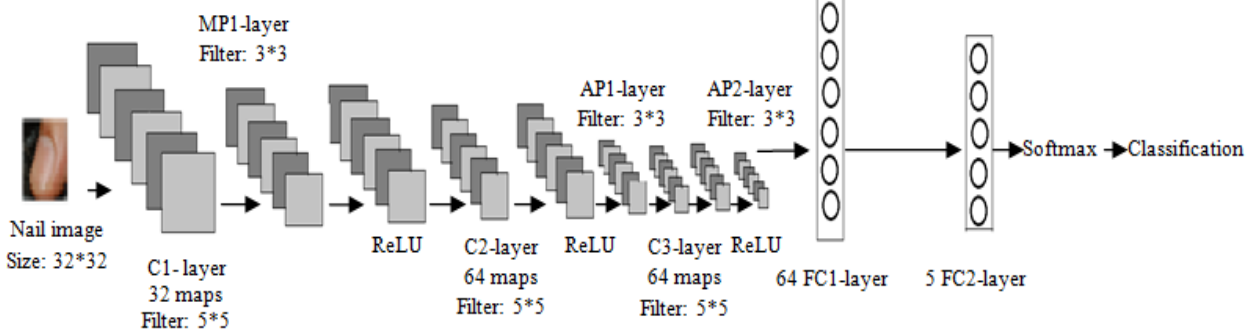 MP1-layer
Filter: 3*3
AP1-layer
Filter: 3*3
AP2-layer
Filter: 3*3
Softmax
Classification
Nail image
Size: 32*32
C1- layer
32 maps
Filter: 5*5
ReLU
C2-layer
64 maps
Filter: 5*5
ReLU
C3-layer
64 maps
Filter: 5*5
ReLU
64 FC1-layer
5 FC2-layer